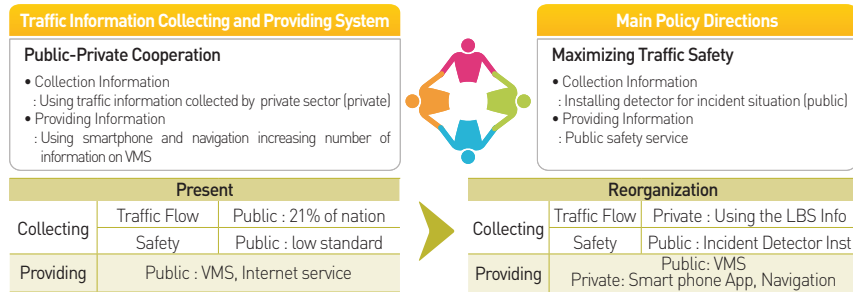 Traffic Information Collecting and Providing System
Public-Private Cooperation
• Collection Information
: Using traffic information collected by private sector (private)
• Providing Information
: Using smartphone and navigation increasing number of
information on VMS
Main Policy Directions
Maximizing Traffic Safety
• Collection Information
: Installing detector for incident situation (public)
• Providing Information
: Public safety service
Present
Collecting
Traffic Flow
Public : 21% of nation
Safety
Public : low standard
Providing
Public : VMS, Internet service
Reorganization
Collecting
Traffic Flow
Private : Using the LBS Info
Safety
Public : Incident Detector Inst
Providing
Public: VMS
Private: Smart phone App, Navigation